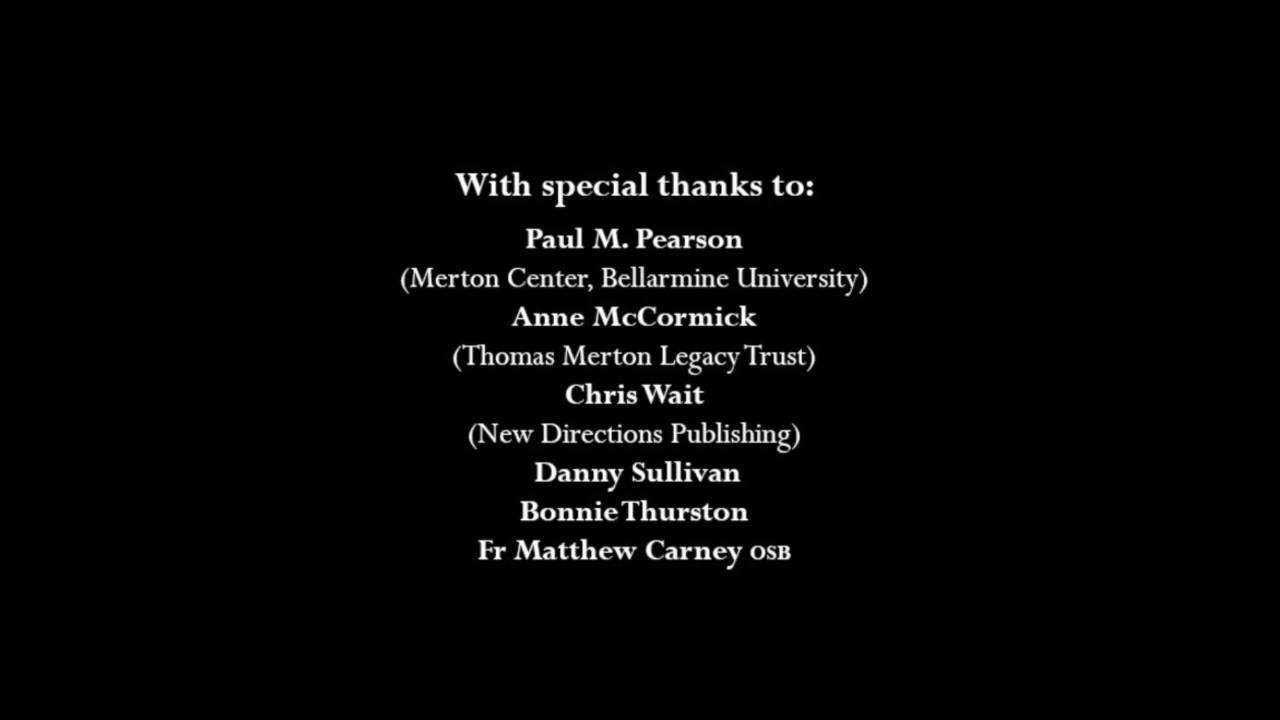 With special thanks to:
Paul M. Pearson
(Merton Center, Bellarmine University)
Anne McCormick
(Thomas Merton Legacy Trust)
Chris Wait
(New Directions Publishing)
Danny Sullivan
Bonnie Thurston
Fr Matthew Carney OSB